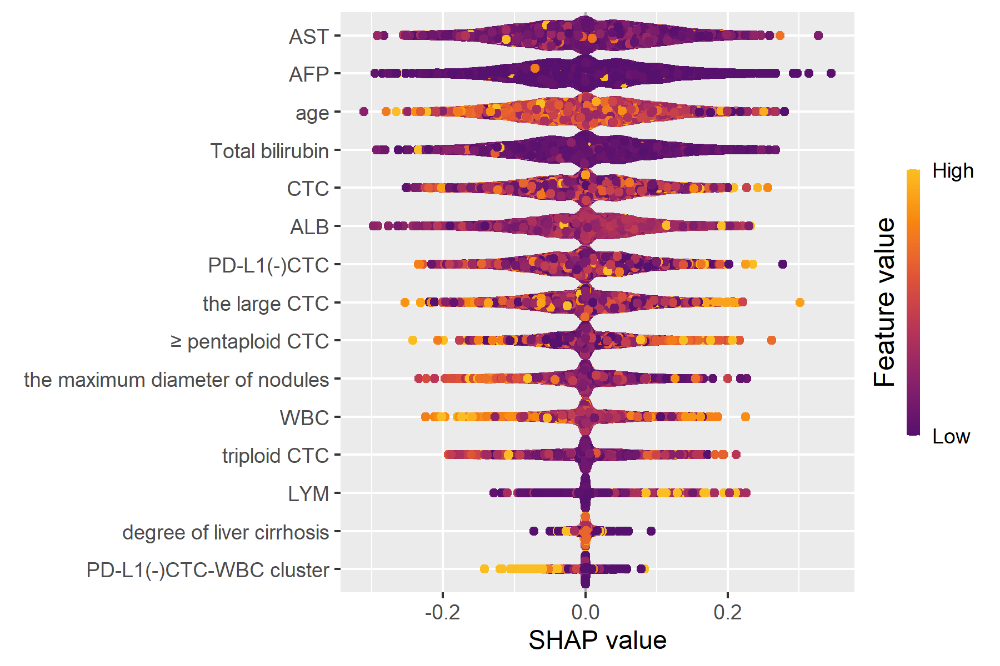 AST
AFP
age
Total bilirubin
CTC
ALB
PD-L1(-)CTC
the large CTC
≥ pentaploid CTC
the maximum diameter of nodules
WBC
triploid CTC
LYM
degree of liver cirrhosis
PD-L1(-)CTC-WBC cluster
-0.2
0.0
0.2
SHAP value
Feature value
High
Low